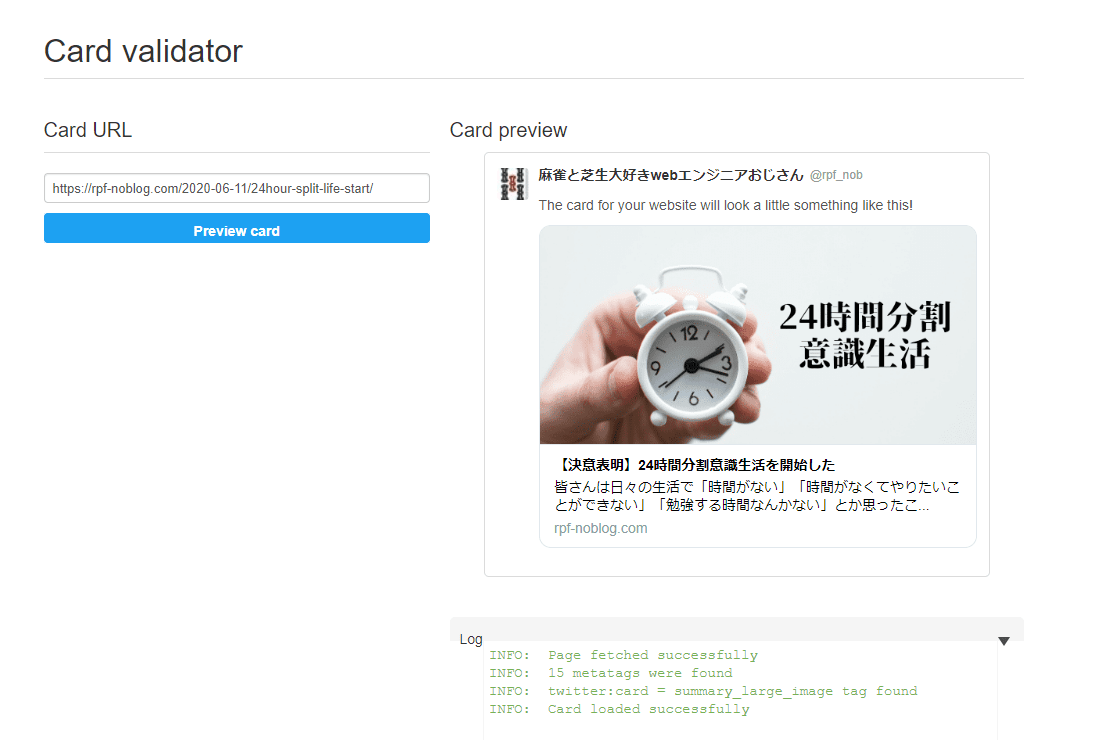 Card validator
Card URL
https://rpf-noblog.com/2020-06-11/24hour-split-life-start/
Preview card
Card preview
麻雀と芝生大好きwebエンジニアおじさん @rpf_nob
The card for your website will look a little something like this!
24時間分割
意識生活
12
3
9
6
【決意表明】24時間分割意識生活を開始した
皆さんは日々の生活で「時間がない」「時間がなくてやりたいこ
とができない」「勉強する時間なんかない」とか思ったこ...
rpf-noblog.com
Log
INFO:  Page fetched successfully
INFO:  15 metatags were found
INFO:  twitter:card = summary_large_image tag found
INFO:  Card loaded successfully